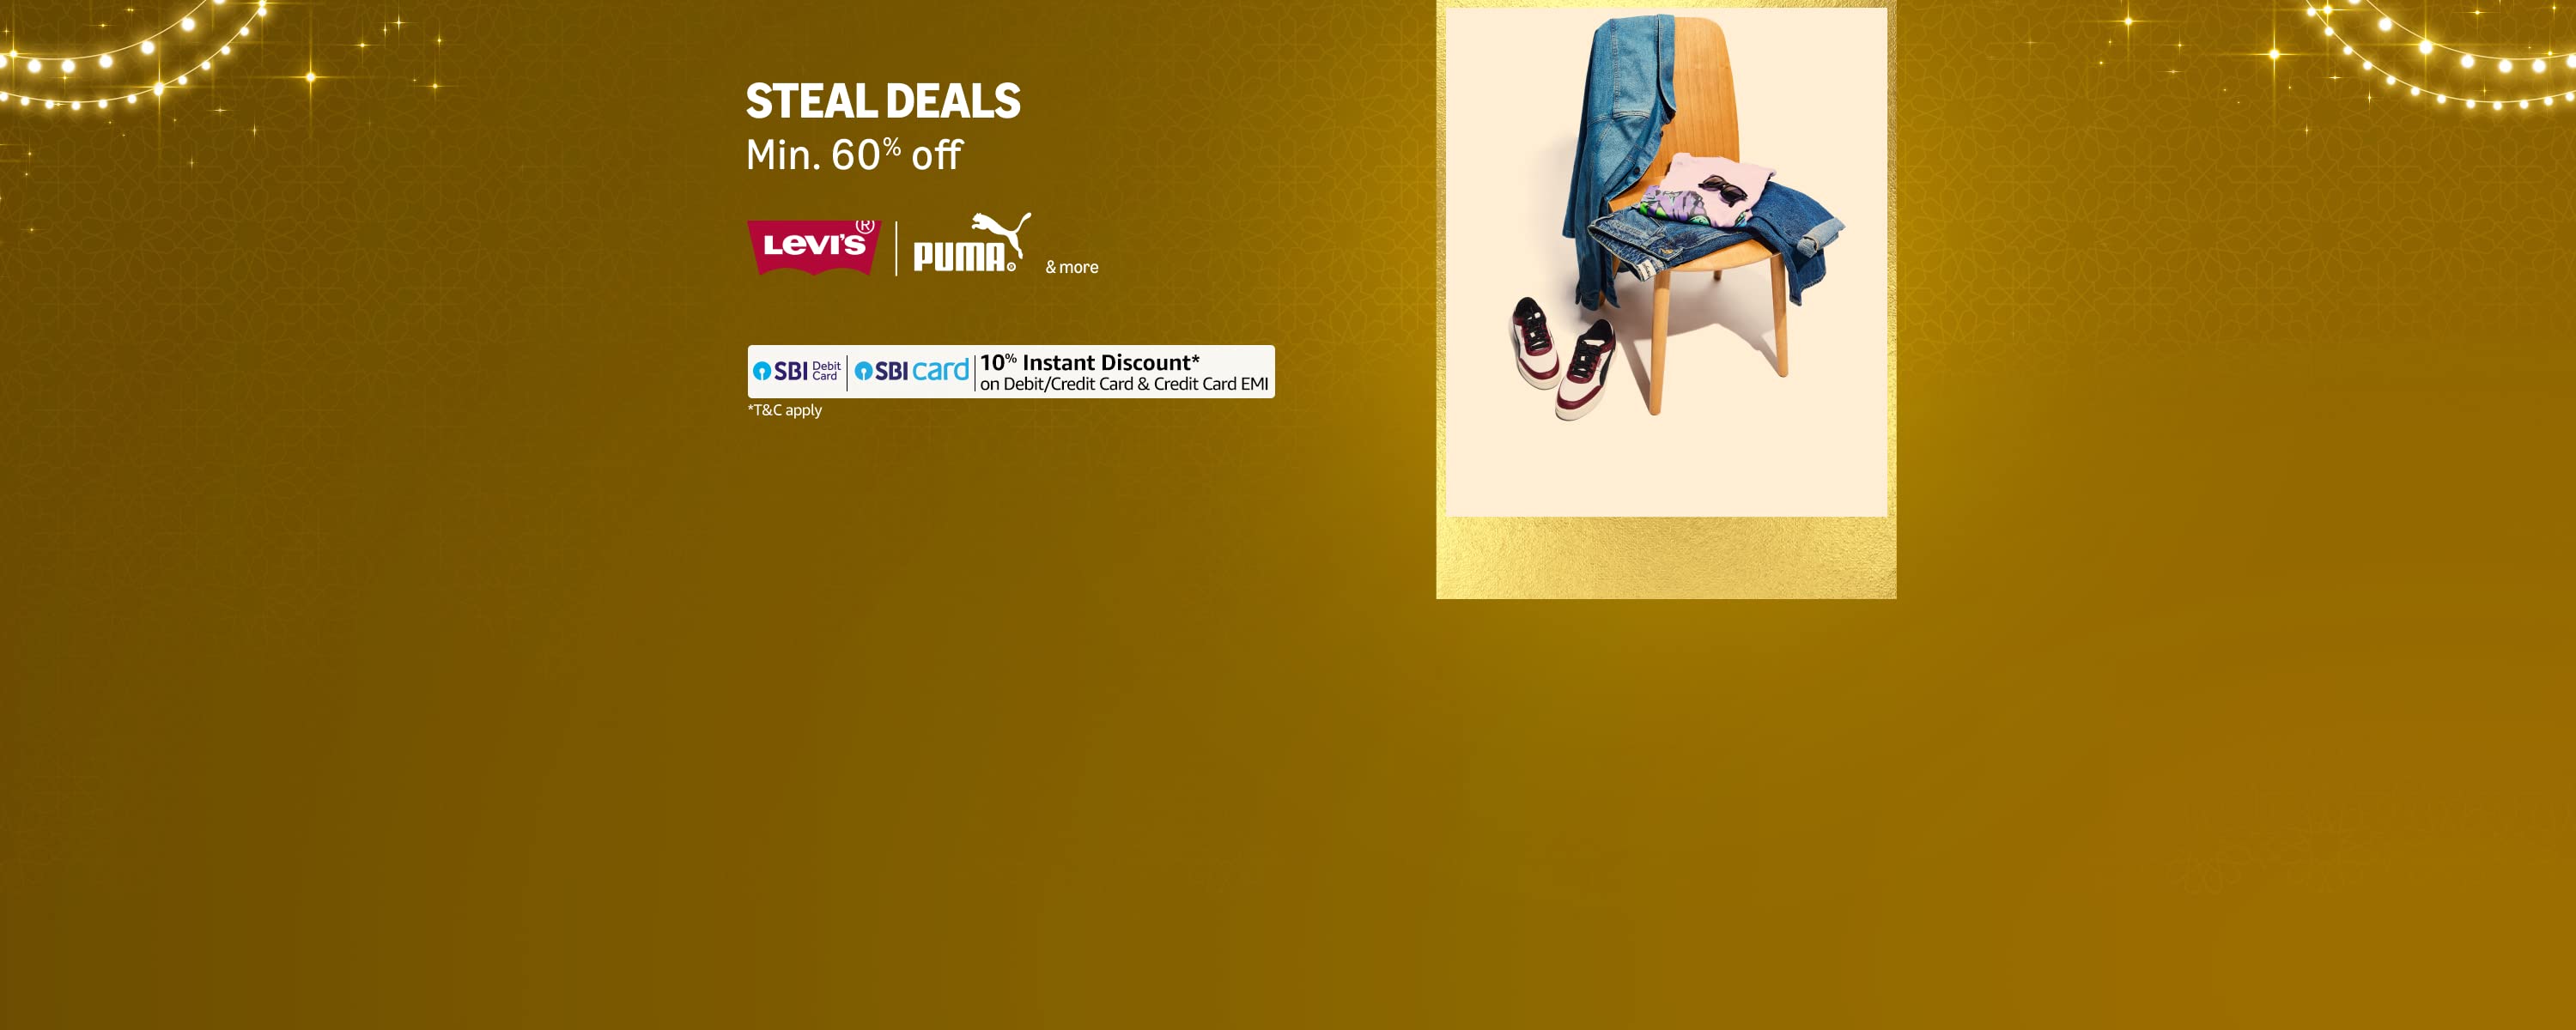 STEAL DEALS
Min. 60% off
LEVI'S® | PUMA® & more
SBI Debit Card | SBI card | 10% Instant Discount*
on Debit/Credit Card & Credit Card EMI
*T&C apply